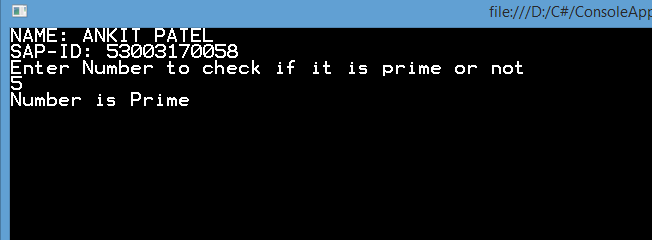 file:///D:/C#/ConsoleApp
NAME: ANKIT PATEL
SAP-ID: 53003170058
Enter Number to check if it is prime or not
5
Number is Prime